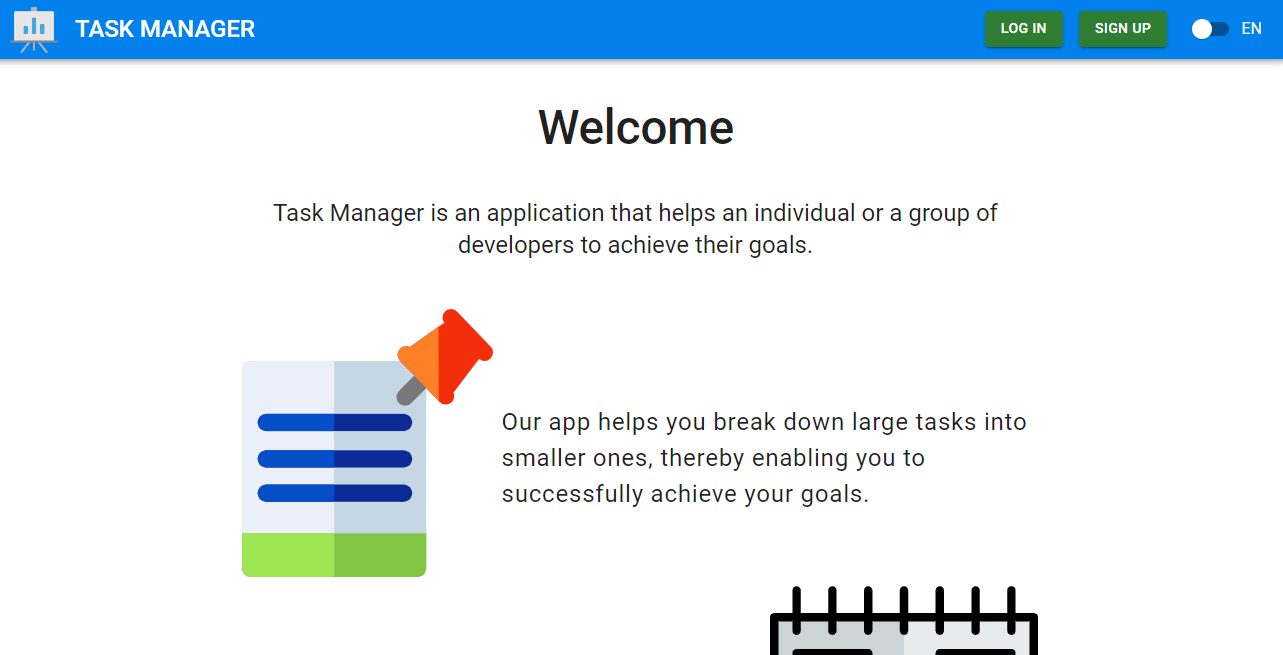 TASK MANAGER
LOG IN
SIGN UP
EN
Welcome
Task Manager is an application that helps an individual or a group of
developers to achieve their goals.
Our app helps you break down large tasks into
smaller ones, thereby enabling you to
successfully achieve your goals.